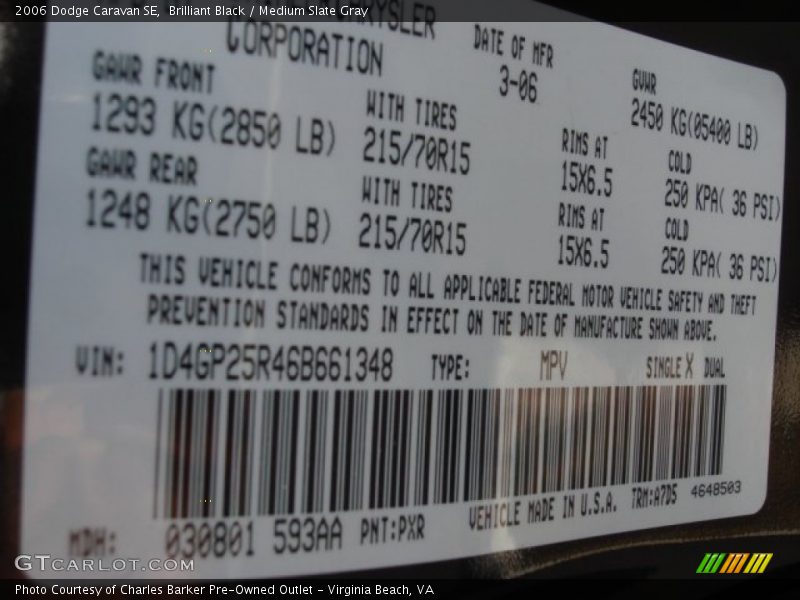 2006 Dodge Caravan SE,  Brilliant Black / Medium Slate Gray
CHRYSLER
CORPORATION
DATE OF MFR
3-06
GVWR
2450 KG(05400 LB)
GAWR FRONT
1293 KG(2850 LB)
WITH TIRES
215/70R15
RIMS AT
15X6.5
COLD
250 KPA( 36 PSI)
GAWR REAR
1248 KG(2750 LB)
WITH TIRES
215/70R15
RIMS AT
15X6.5
COLD
250 KPA( 36 PSI)
THIS VEHICLE CONFORMS TO ALL APPLICABLE FEDERAL MOTOR VEHICLE SAFETY AND THEFT
PREVENTION STANDARDS IN EFFECT ON THE DATE OF MANUFACTURE SHOWN ABOVE.
VIN: 1D4GP25R46B661348 TYPE: MPV SINGLE X DUAL
MDH: 030801 593AA PNT:PXR VEHICLE MADE IN U.S.A. TRM:A7D5 4648503
GTCARLOT.COM
Photo Courtesy of Charles Barker Pre-Owned Outlet - Virginia Beach, VA